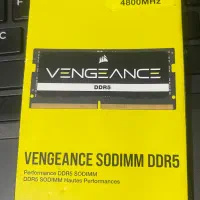 4800MHz
VENGEANCE
DDR5
VENGEANCE SODIMM DDR5
Performance DDR5 SODIMM
DDR5 SODIMM Hautes Performances